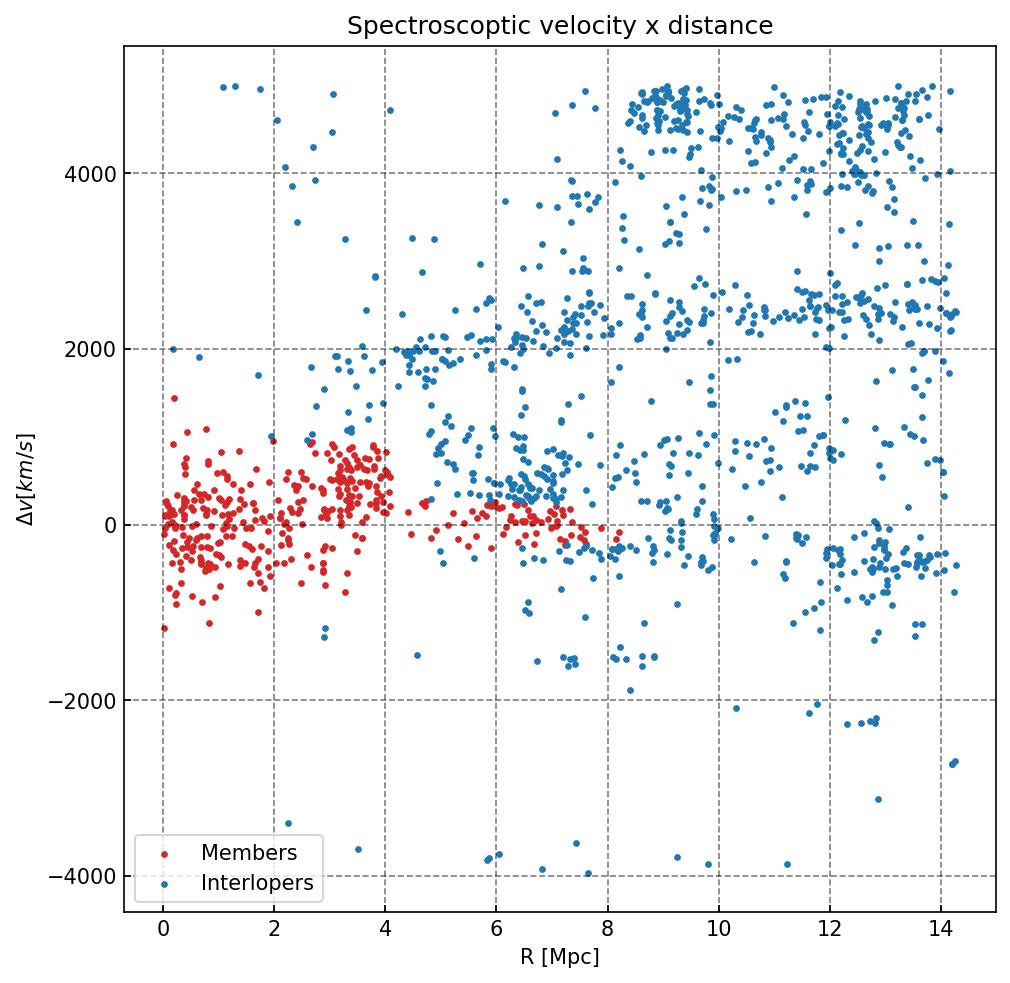 Spectroscoptic velocity x distance
Δv[km/s]
4000
2000
0
−2000
−4000
Members
Interlopers
0 2 4 6 8 10 12 14
R [Mpc]